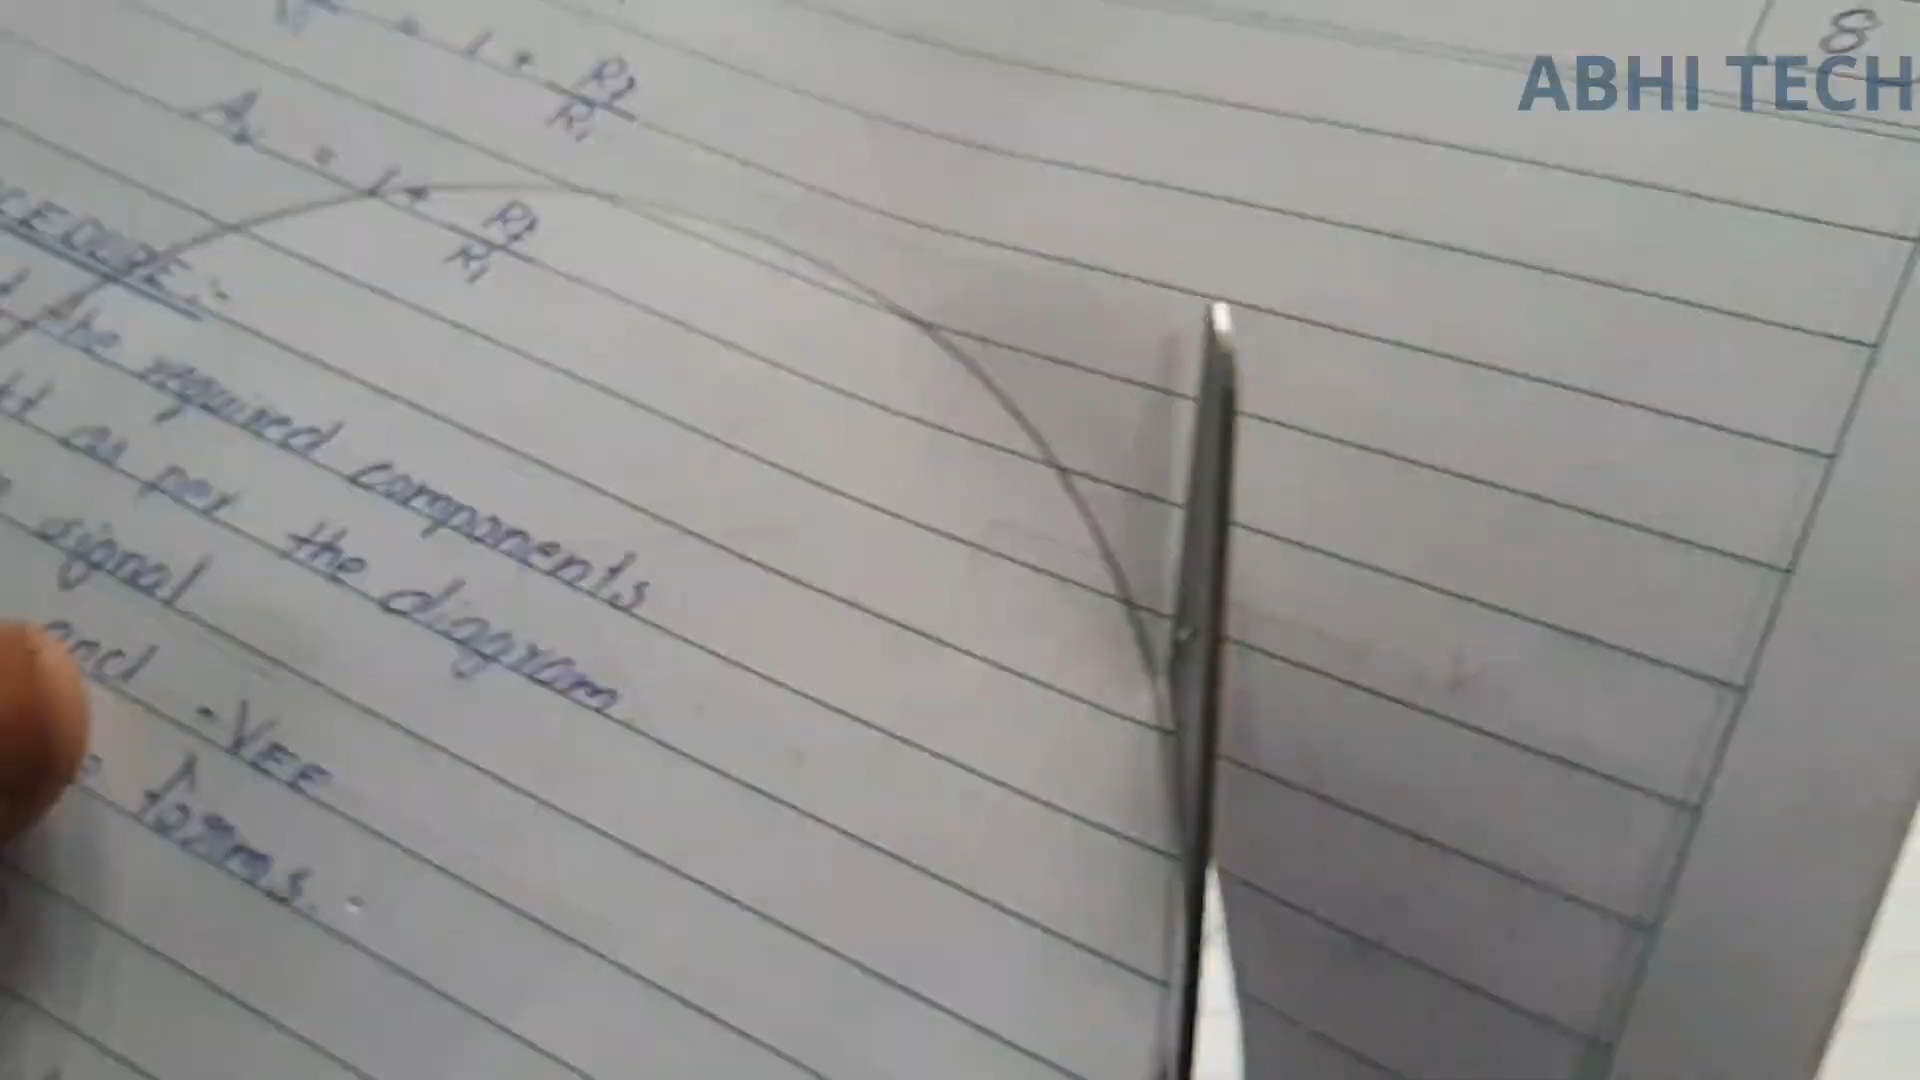 8
ABHI TECH
= 1 + R2/R1
Av = 1 + R2/R1
CEDURE:-
the required components
as per the diagram
signal
and -VEE
forms.-